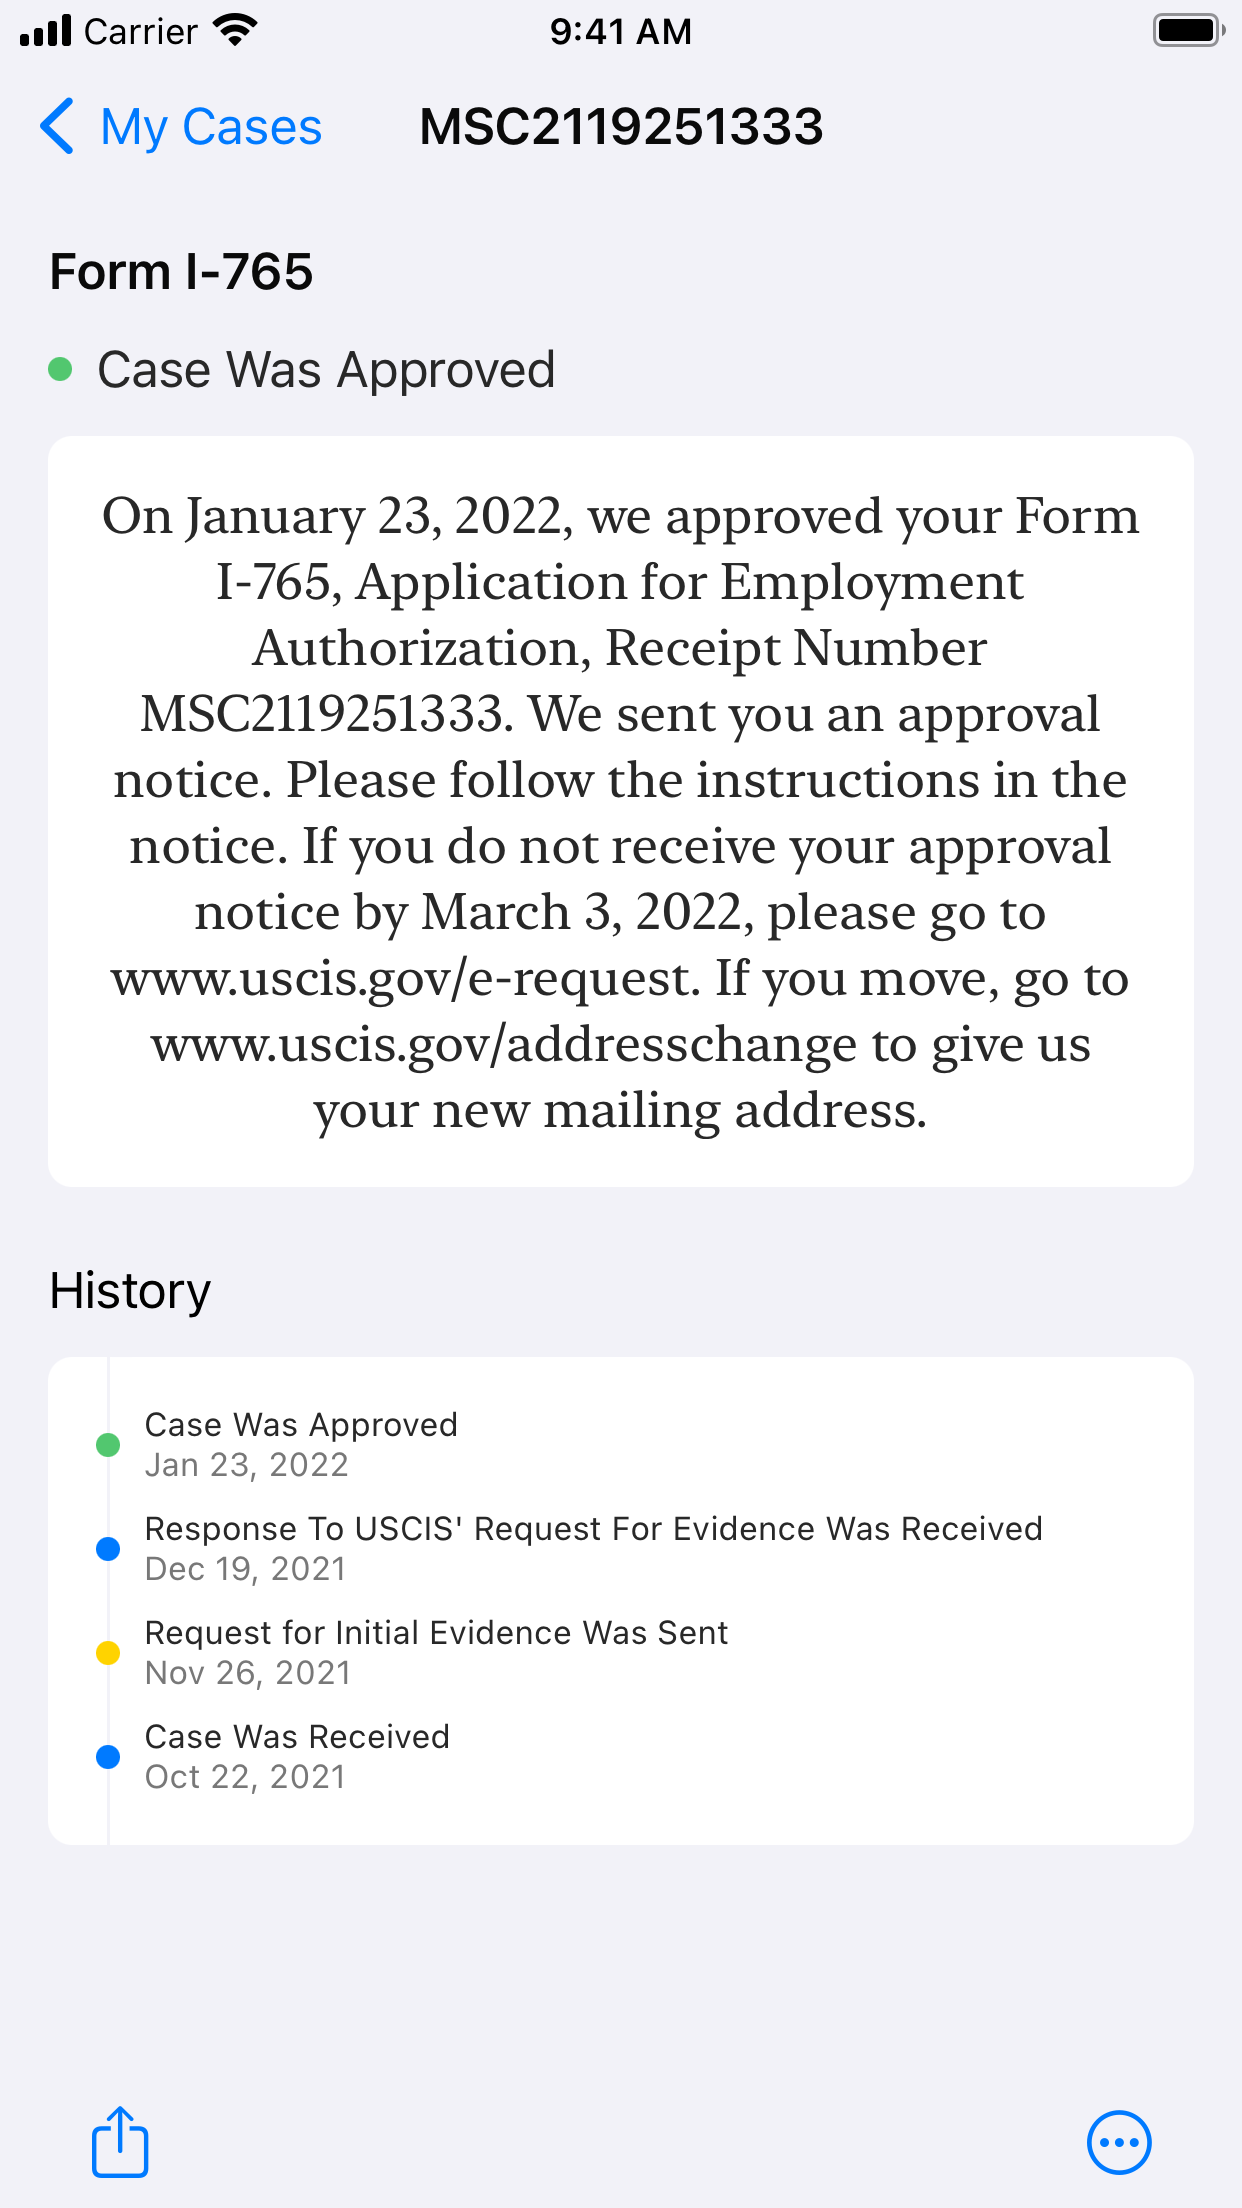 Carrier
9:41 AM
My Cases
MSC2119251333
Form I-765
Case Was Approved
On January 23, 2022, we approved your Form
I-765, Application for Employment
Authorization, Receipt Number
MSC2119251333. We sent you an approval
notice. Please follow the instructions in the
notice. If you do not receive your approval
notice by March 3, 2022, please go to
www.uscis.gov/e-request. If you move, go to
www.uscis.gov/addresschange to give us
your new mailing address.
History
Case Was Approved
Jan 23, 2022
Response To USCIS' Request For Evidence Was Received
Dec 19, 2021
Request for Initial Evidence Was Sent
Nov 26, 2021
Case Was Received
Oct 22, 2021